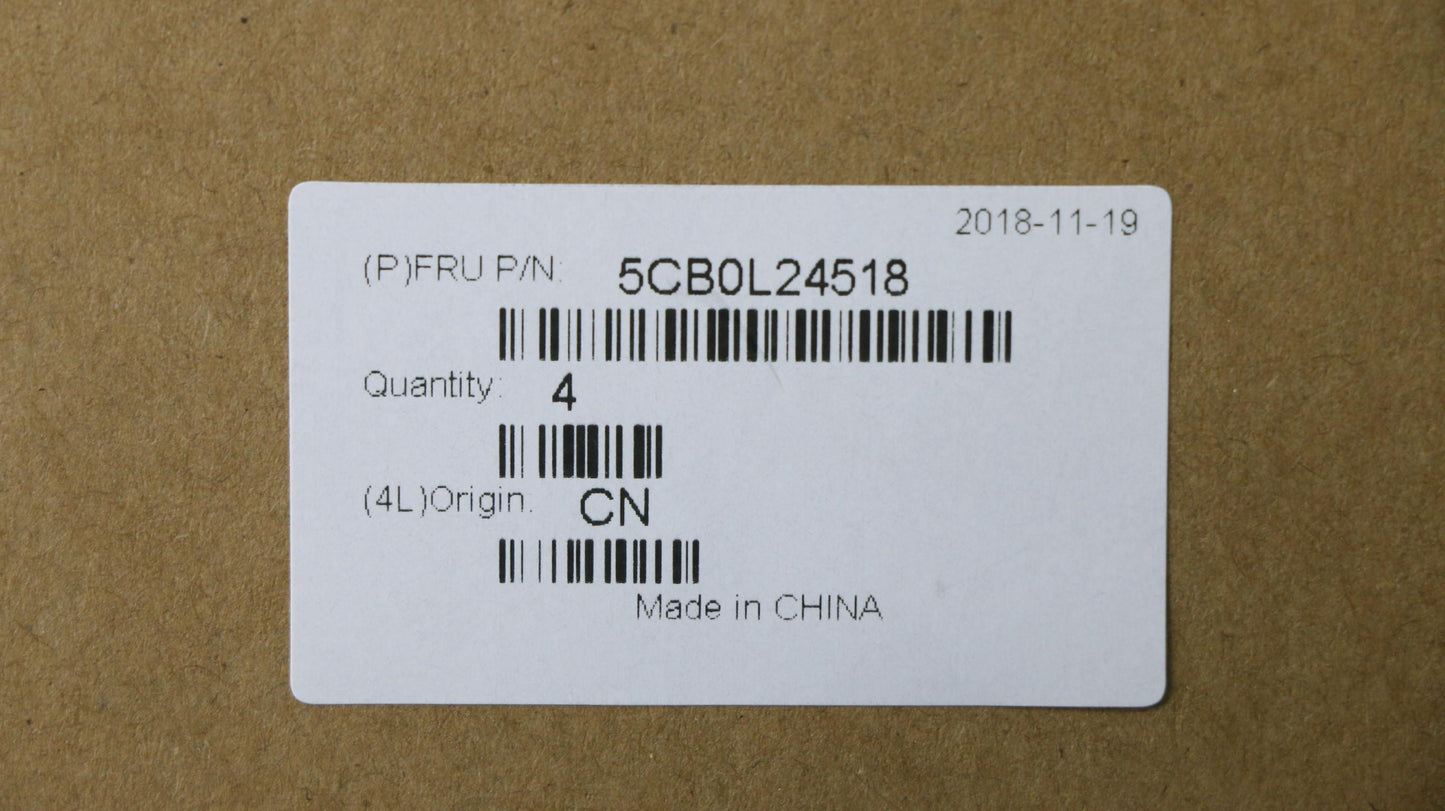 2018-11-19
(P)FRU P/N: 5CB0L24518
Quantity: 4
(4L)Origin: CN
Made in CHINA